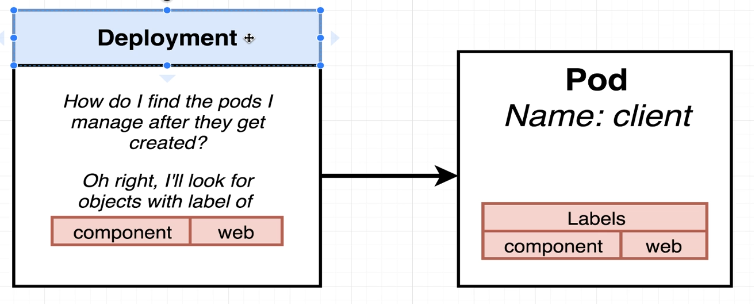 Deployment
How do I find the pods I
manage after they get
created?
Oh right, I'll look for
objects with label of
component web
Pod
Name: client
Labels
component web